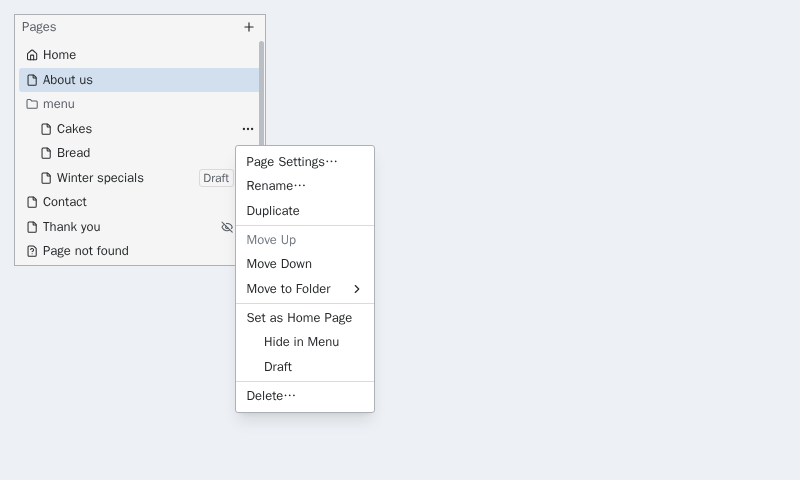 Pages
Home
About us
menu
Cakes
Bread
Winter specials Draft
Contact
Thank you
Page not found
Page Settings⋯
Rename⋯
Duplicate
Move Up
Move Down
Move to Folder
Set as Home Page
Hide in Menu
Draft
Delete⋯